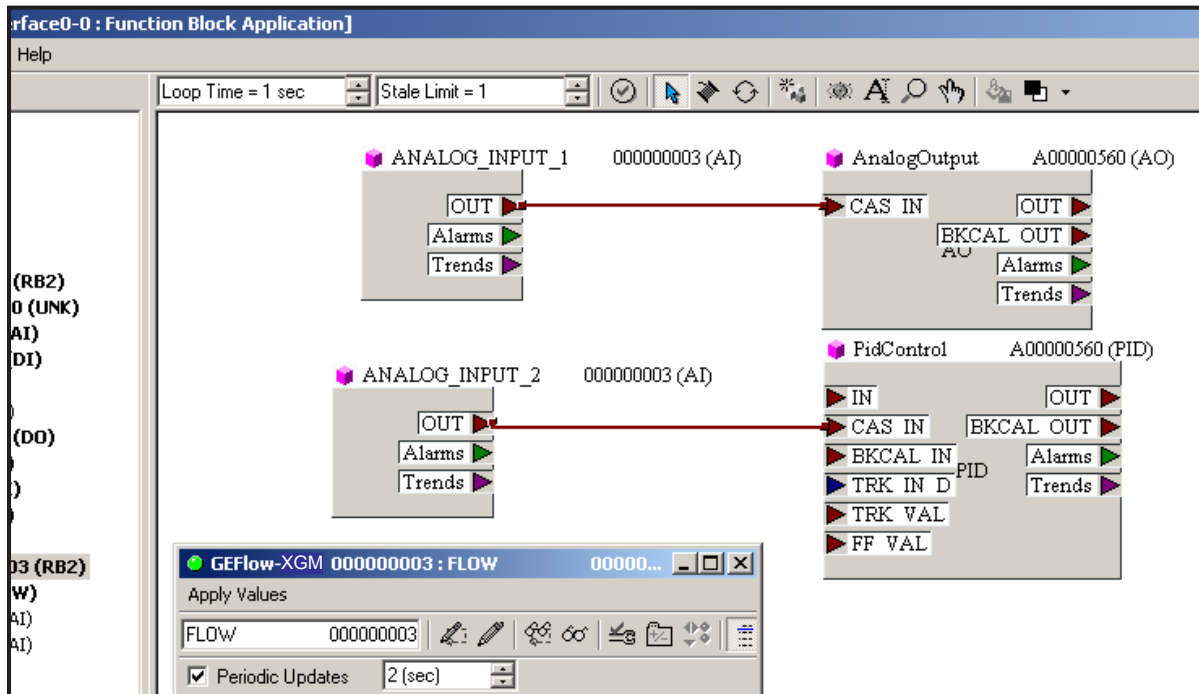 rface0-0 : Function Block Application]
Help
Loop Time = 1 sec
Stale Limit = 1
ANALOG_INPUT_1 000000003 (AI)
OUT
Alarms
Trends
AnalogOutput A00000560 (AO)
CAS IN OUT
BKCAL OUT
AO
Alarms
Trends
(RB2)
0 (UNK)
AI)
(DI)
)
(DO)
)
)
)
03 (RB2)
W)
AI)
AI)
ANALOG_INPUT_2 000000003 (AI)
OUT
Alarms
Trends
PidControl A00000560 (PID)
IN OUT
CAS IN BKCAL OUT
BKCAL IN Alarms
PID
TRK IN D Trends
TRK VAL
FF VAL
GEFlow-XGM 000000003 : FLOW 00000...
Apply Values
FLOW 000000003
Periodic Updates 2 (sec)